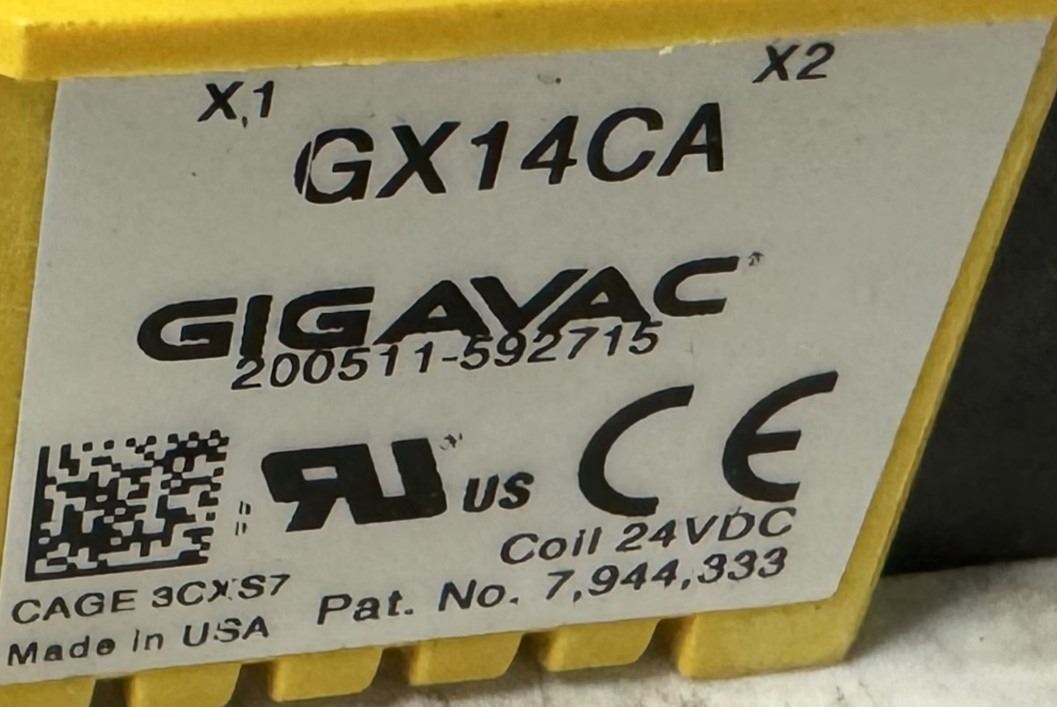 X1 X2
GX14CA
GIGAVAC®
200511-592715
RU US CE
Coil 24VDC
CAGE 3CXS7 Pat. No. 7,944,333
Made in USA